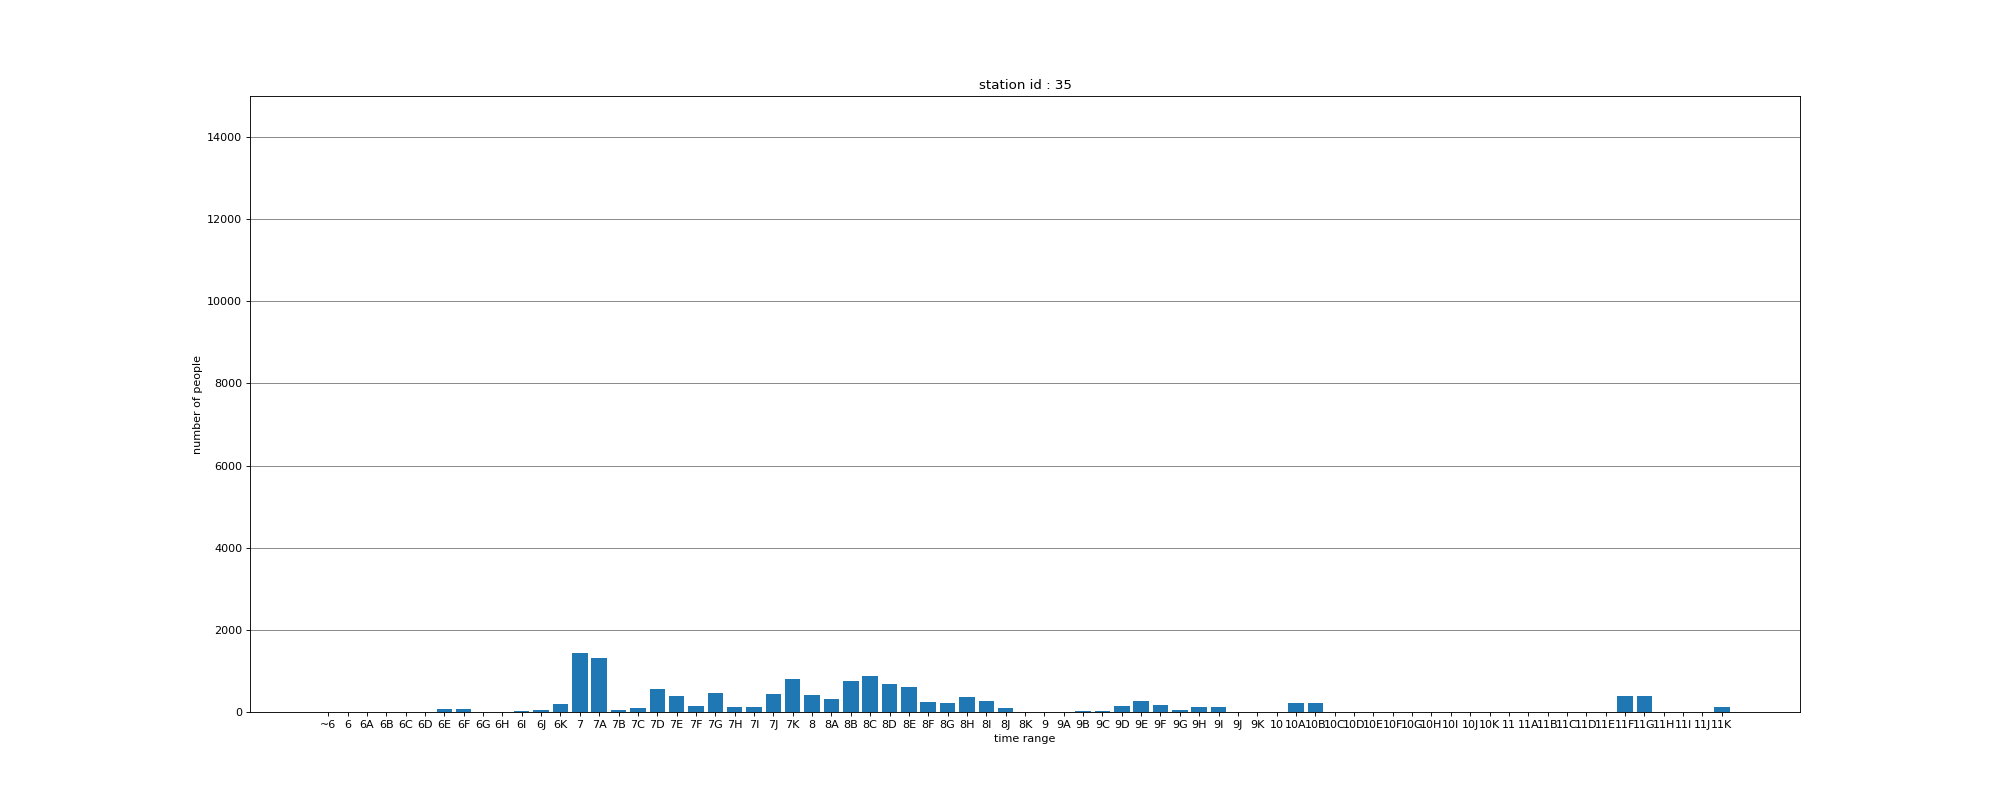 station id : 35
14000
12000
10000
8000
6000
4000
2000
0
number of people
~6 6 6A 6B 6C 6D 6E 6F 6G 6H 6I 6J 6K 7 7A 7B 7C 7D 7E 7F 7G 7H 7I 7J 7K 8 8A 8B 8C 8D 8E 8F 8G 8H 8I 8J 8K 9 9A 9B 9C 9D 9E 9F 9G 9H 9I 9J 9K 10 10A 10B 10C 10D 10E 10F 10G 10H 10I 10J 10K 11 11A 11B 11C 11D 11E 11F 11G 11H 11I 11J 11K
time range